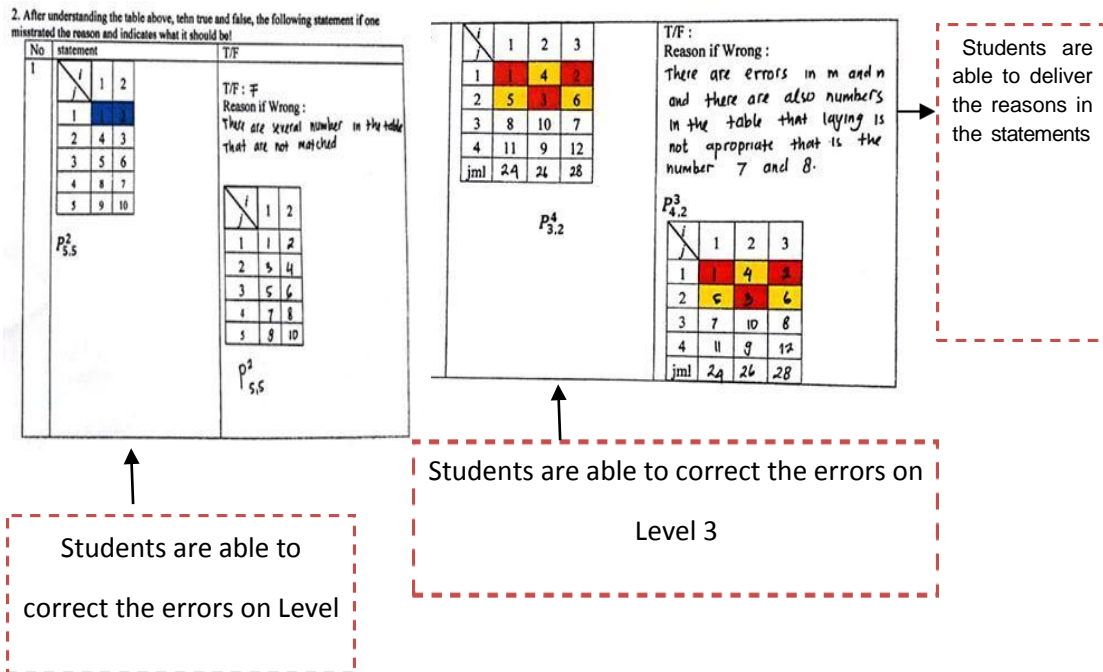 2. After understanding the table above, tehn true and false, the following statement if one
misstrated the reason and indicates what it should be!
No statement T/F
1
i
j 1 2
1 1 2
2 4 3
3 5 6
4 8 7
5 9 10
P²₅,₅
T/F : F
Reason if Wrong :
There are several number in the table
that are not matched
i
j 1 2
1 1 2
2 3 4
3 5 6
4 7 8
5 9 10
P²₅,₅
i
j 1 2 3
1 1 4 2
2 5 3 6
3 8 10 7
4 11 9 12
jml 24 26 28
P⁴₃.₂
T/F :
Reason if Wrong :
There are errors in m and n
and there are also numbers
in the table that laying is
not apropriate that is the
number 7 and 8.
P³₄.₂
i
j 1 2 3
1 1 4 2
2 5 3 6
3 7 10 8
4 11 9 12
jml 24 26 28
Students are
able to deliver
the reasons in
the statements
Students are able to correct the errors on
Level 3
Students are able to
correct the errors on Level